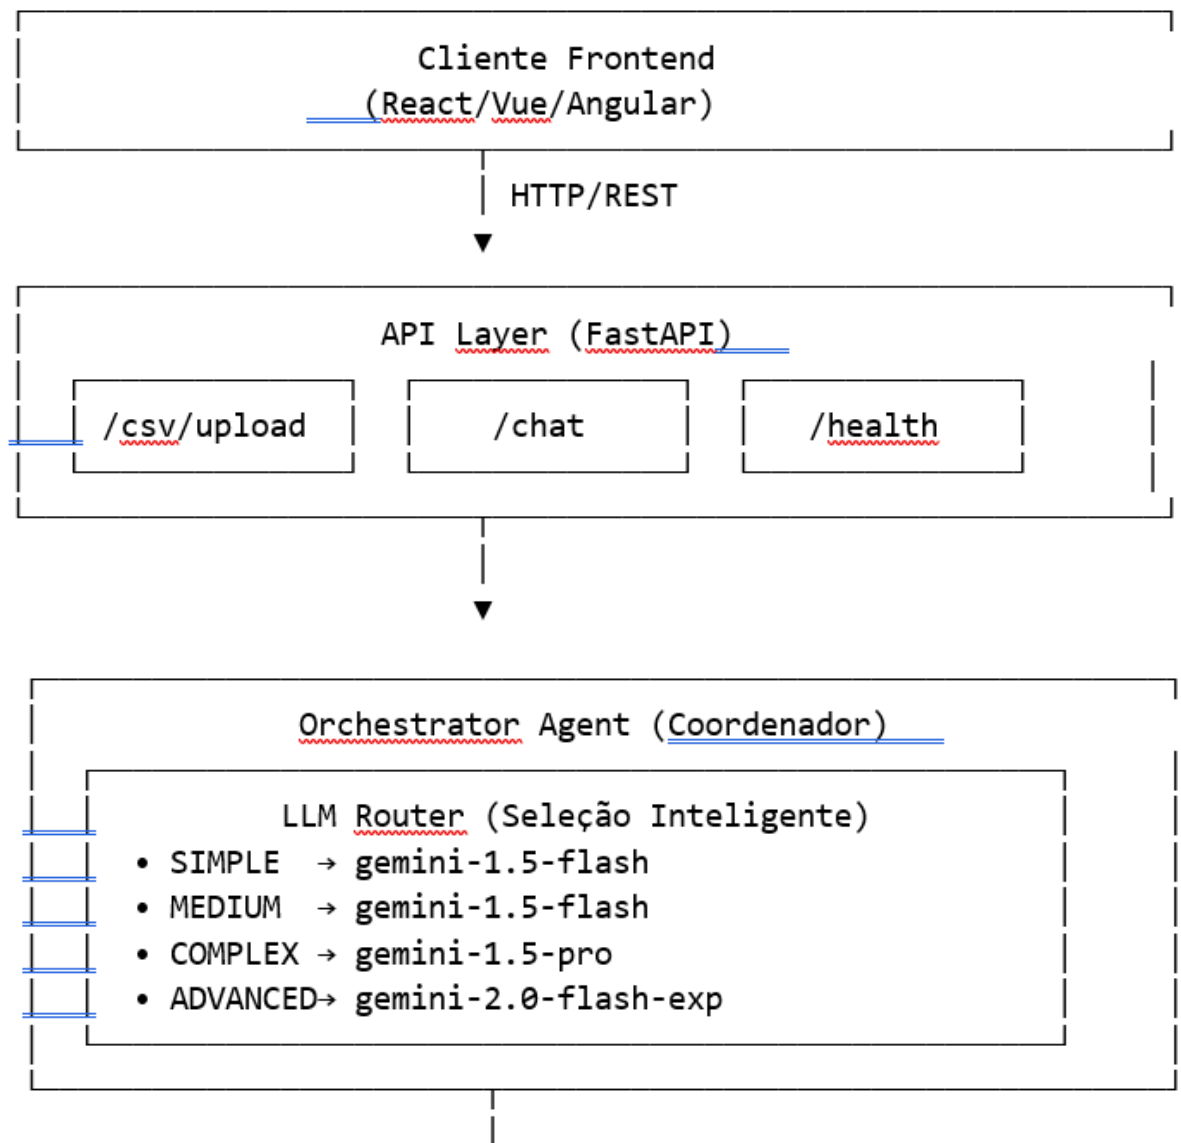 Cliente Frontend
(React/Vue/Angular)
HTTP/REST
API Layer (FastAPI)
/csv/upload /chat /health
Orchestrator Agent (Coordenador)
LLM Router (Seleção Inteligente)
• SIMPLE → gemini-1.5-flash
• MEDIUM → gemini-1.5-flash
• COMPLEX → gemini-1.5-pro
• ADVANCED→ gemini-2.0-flash-exp